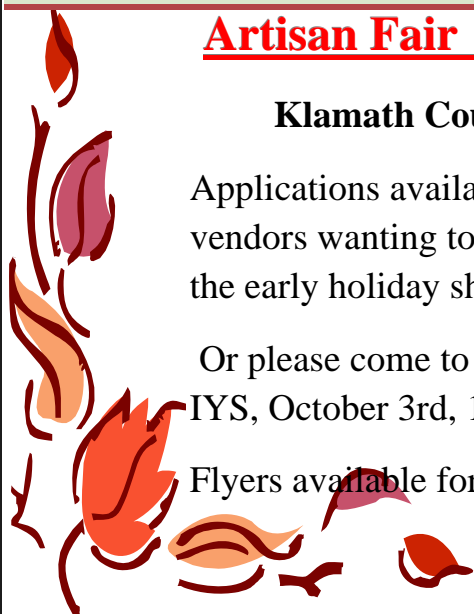 Artisan Fair
Klamath Cou
Applications availa
vendors wanting to
the early holiday sh
Or please come to
IYS, October 3rd, 1
Flyers available for